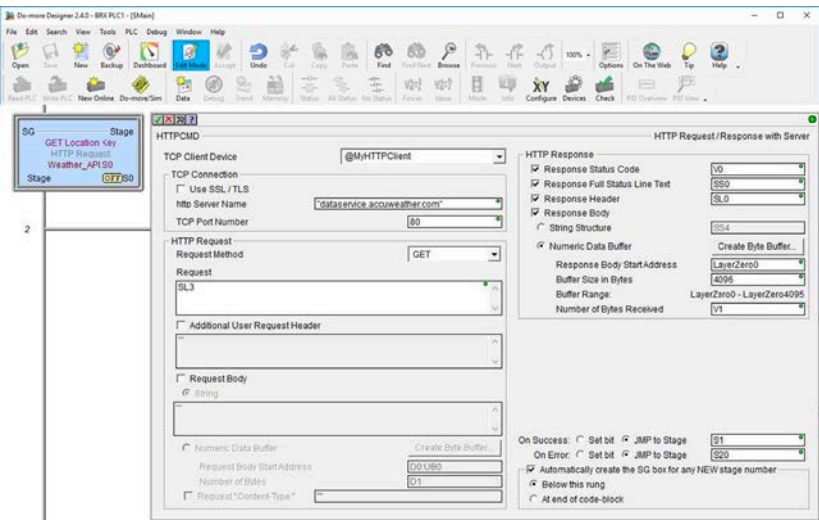 Do-more Designer 2.4.0 - BRX PLC1 - [$Main]
File Edit Search View Tools PLC Debug Window Help
Open Save New Backup Dashboard Edit Mode Accept Undo Cut Copy Paste Find Find Next Browse Previous Next Output 100% Options On The Web Tip Help
Read PLC Write PLC New Online Do-more/Sim Data Debug Trend Memory Status All Status No Status Forces Value Mode Info Configure Devices Check PID Overview PID View
SG Stage
GET Location Key
HTTP Request
Weather_API.S0
Stage OFF S0
2
HTTPCMD HTTP Request/Response with Server
TCP Client Device @MyHTTPClient
TCP Connection
Use SSL / TLS
http Server Name "dataservice.accuweather.com"
TCP Port Number 80
HTTP Request
Request Method GET
Request
SL3
Additional User Request Header
""
Request Body
String
""
Numeric Data Buffer Create Byte Buffer...
Request Body Start Address D0:UB0
Number of Bytes D1
Request "Content-Type:" ""
HTTP Response
Response Status Code V0
Response Full Status Line Text SS0
Response Header SL0
Response Body
String Structure SS4
Numeric Data Buffer Create Byte Buffer...
Response Body Start Address LayerZero0
Buffer Size in Bytes 4096
Buffer Range: LayerZero0 - LayerZero4095
Number of Bytes Received V1
On Success: Set bit JMP to Stage S1
On Error: Set bit JMP to Stage S20
Automatically create the SG box for any NEW stage number
Below this rung
At end of code-block